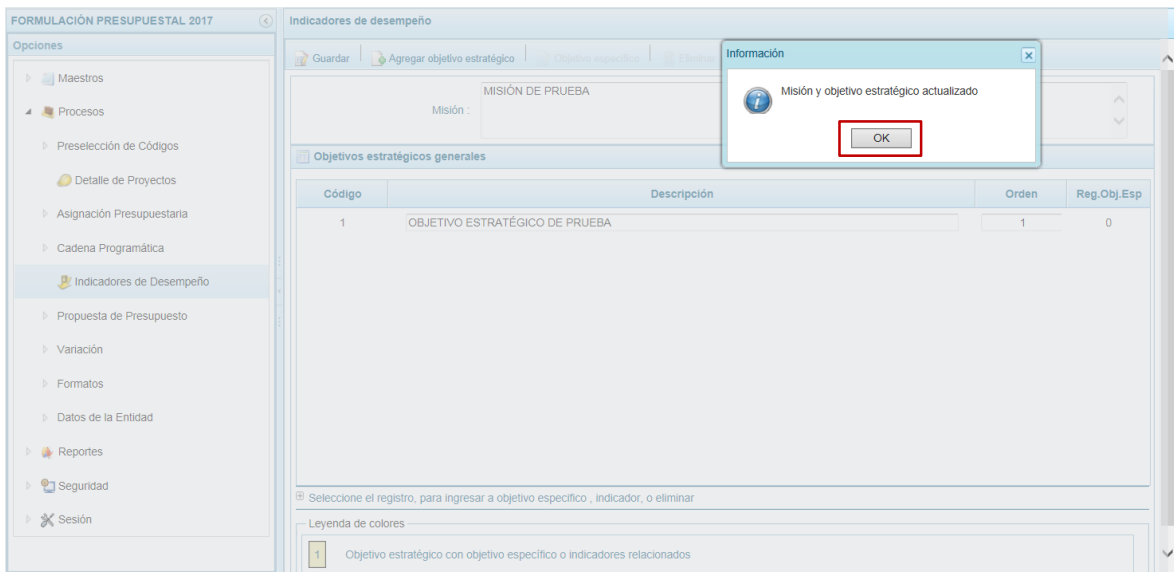 FORMULACIÓN PRESUPUESTAL 2017
Opciones
Maestros
Procesos
Preselección de Códigos
Detalle de Proyectos
Asignación Presupuestaria
Cadena Programática
Indicadores de Desempeño
Propuesta de Presupuesto
Variación
Formatos
Datos de la Entidad
Reportes
Seguridad
Sesión
Indicadores de desempeño
Guardar Agregar objetivo estratégico Objetivo específico
Misión : MISIÓN DE PRUEBA
Información
Misión y objetivo estratégico actualizado
OK
Objetivos estratégicos generales
Código Descripción Orden Reg.Obj.Esp
1 OBJETIVO ESTRATÉGICO DE PRUEBA 1 0
Seleccione el registro, para ingresar a objetivo especifico , indicador, o eliminar
Leyenda de colores
1 Objetivo estratégico con objetivo específico o indicadores relacionados